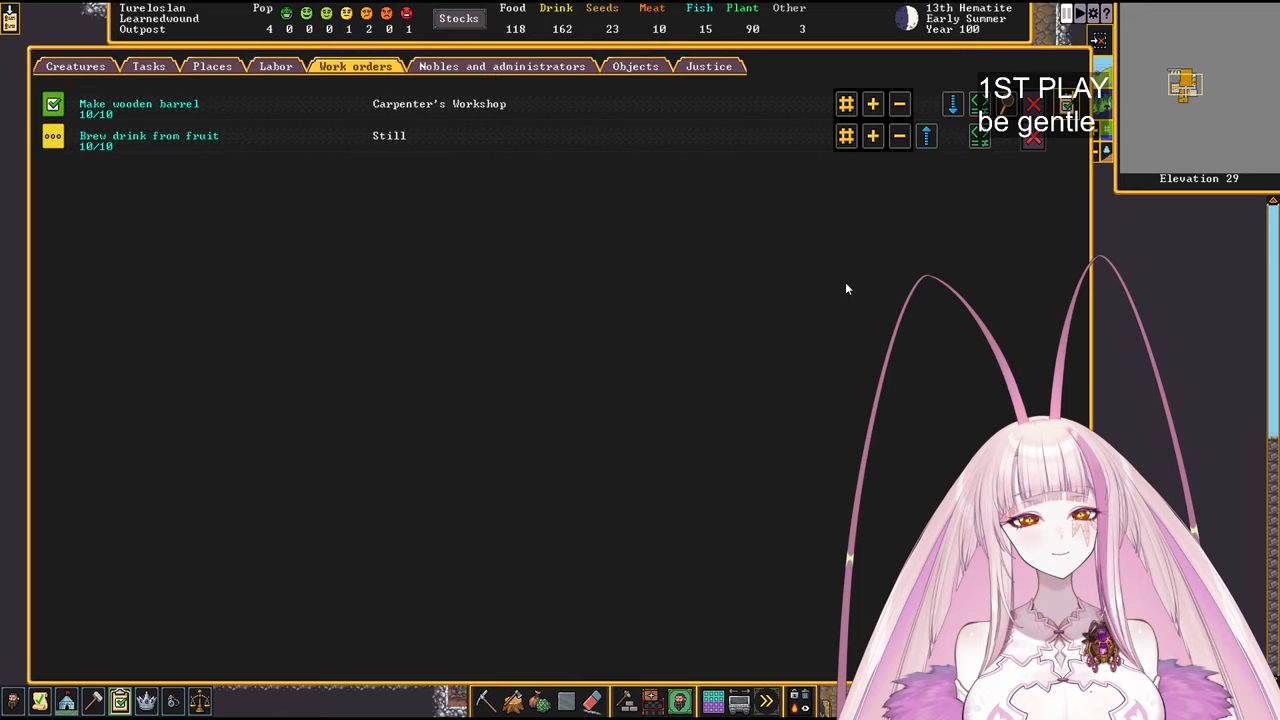 Tureloslan
Learnedwound
Outpost
Pop
4 0 0 0 1 2 0 1
Stocks
Food Drink Seeds Meat Fish Plant Other
118 162 23 10 15 90 3
13th Hematite
Early Summer
Year 100
Creatures Tasks Places Labor Work orders Nobles and administrators Objects Justice
1ST PLAY
be gentle
Make wooden barrel Carpenter's Workshop
10/10
Brew drink from fruit Still
10/10
Elevation 29